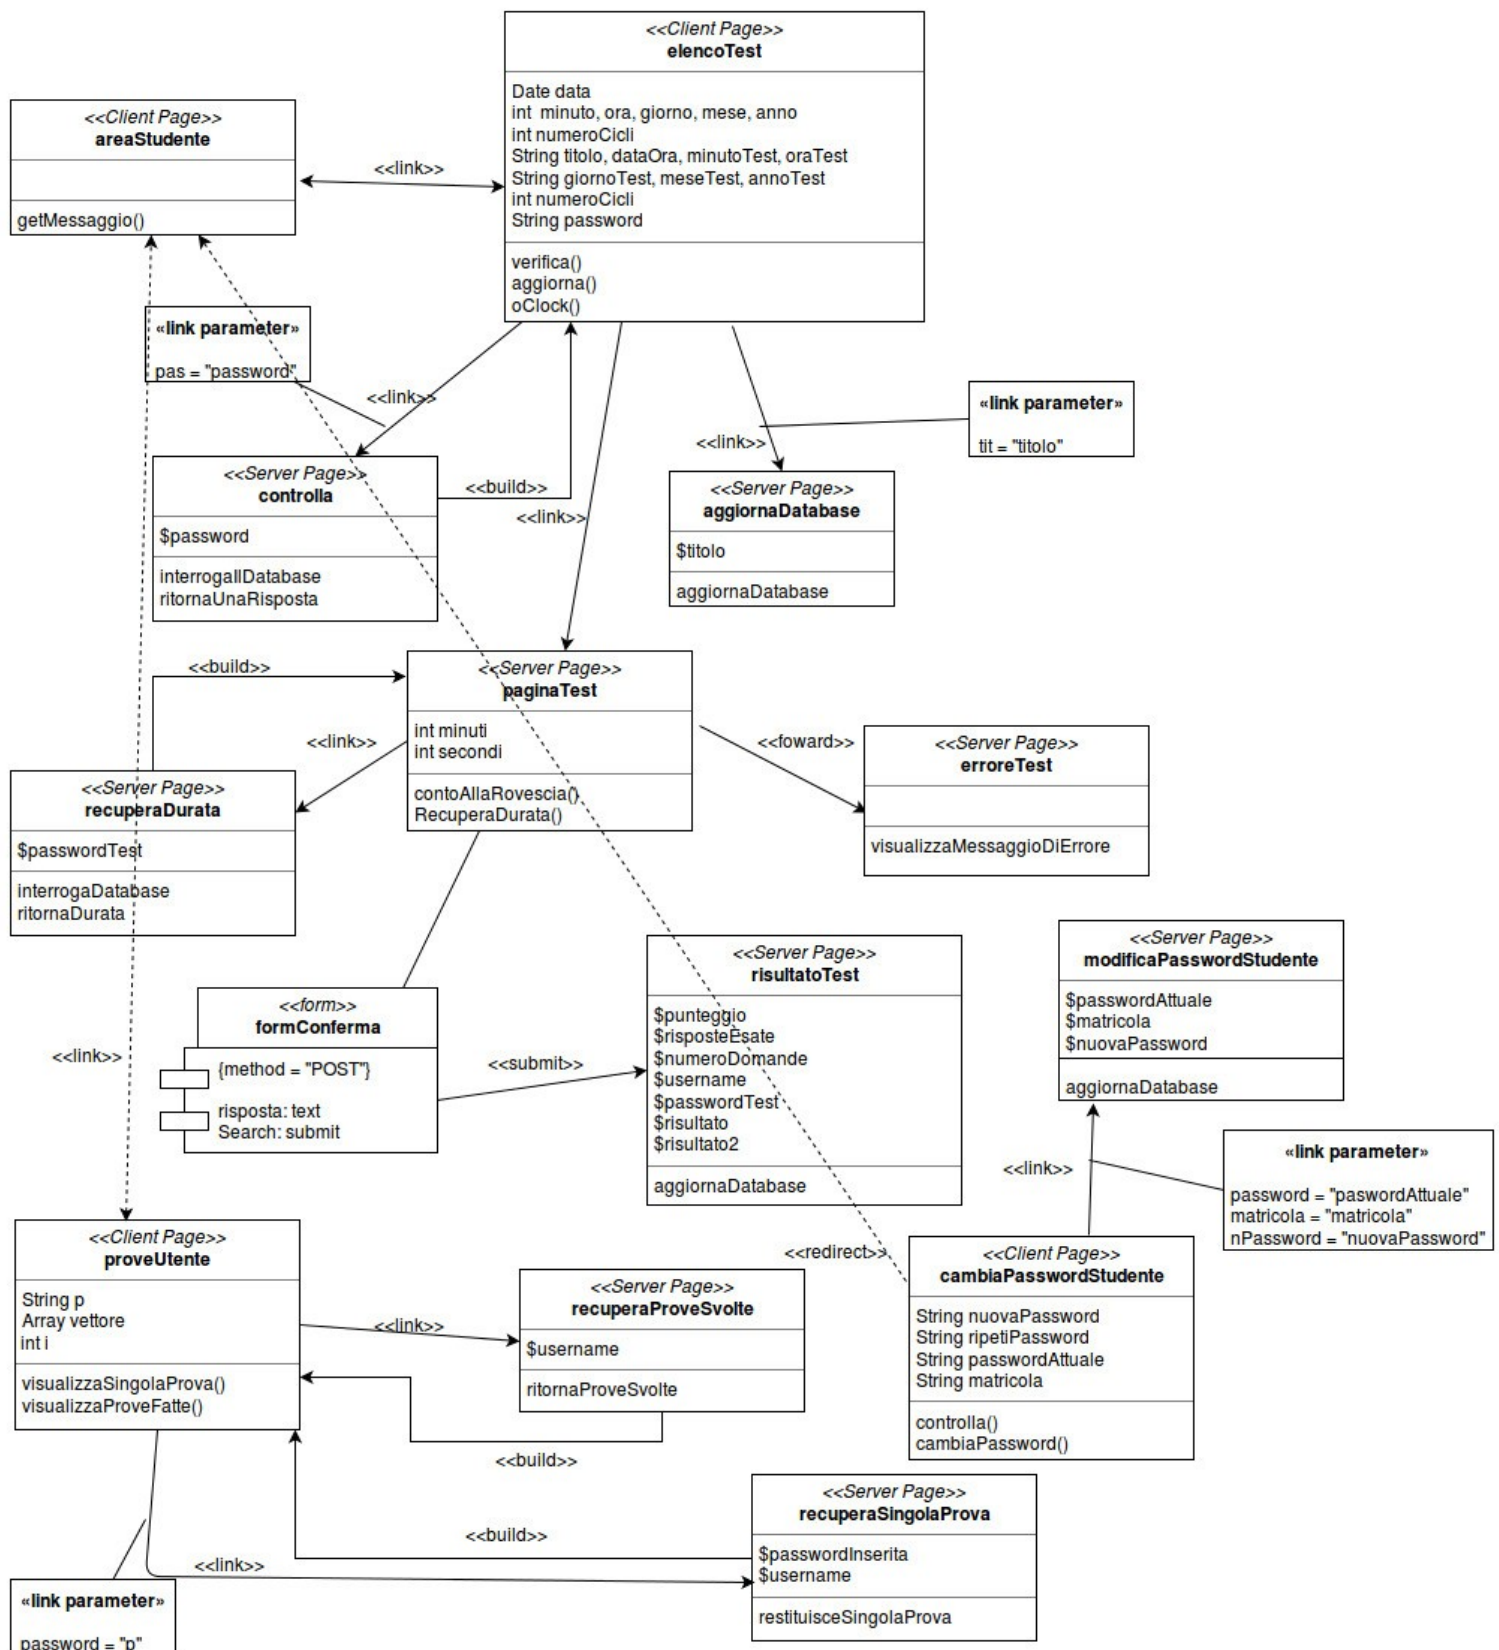 <<Client Page>>
elencoTest
Date data
int minuto, ora, giorno, mese, anno
int numeroCicli
String titolo, dataOra, minutoTest, oraTest
String giornoTest, meseTest, annoTest
int numeroCicli
String password
verifica()
aggiorna()
oClock()
<<Client Page>>
areaStudente
getMessaggio()
<<link>>
«link parameter»
pas = "password"
<<link>>
«link parameter»
tit = "titolo"
<<link>>
<<Server Page>>
controlla
$password
interrogaIlDatabase
ritornaUnaRisposta
<<build>>
<<link>>
<<Server Page>>
aggiornaDatabase
$titolo
aggiornaDatabase
<<build>>
<<Server Page>>
paginaTest
int minuti
int secondi
contoAllaRovescia()
RecuperaDurata()
<<link>>
<<foward>>
<<Server Page>>
erroreTest
visualizzaMessaggioDiErrore
<<Server Page>>
recuperaDurata
$passwordTest
interrogaDatabase
ritornaDurata
<<Server Page>>
modificaPasswordStudente
$passwordAttuale
$matricola
$nuovaPassword
aggiornaDatabase
<<Server Page>>
risultatoTest
$punteggio
$risposteEsate
$numeroDomande
$username
$passwordTest
$risultato
$risultato2
aggiornaDatabase
<<form>>
formConferma
{method = "POST"}
risposta: text
Search: submit
<<link>>
<<submit>>
<<link>>
«link parameter»
password = "paswordAttuale"
matricola = "matricola"
nPassword = "nuovaPassword"
<<Client Page>>
proveUtente
String p
Array vettore
int i
visualizzaSingolaProva()
visualizzaProveFatte()
<<redirect>>
<<Client Page>>
cambiaPasswordStudente
String nuovaPassword
String ripetiPassword
String passwordAttuale
String matricola
controlla()
cambiaPassword()
<<link>>
<<Server Page>>
recuperaProveSvolte
$username
ritornaProveSvolte
<<build>>
<<Server Page>>
recuperaSingolaProva
$passwordInserita
$username
restituisceSingolaProva
<<build>>
<<link>>
«link parameter»
password = "p"